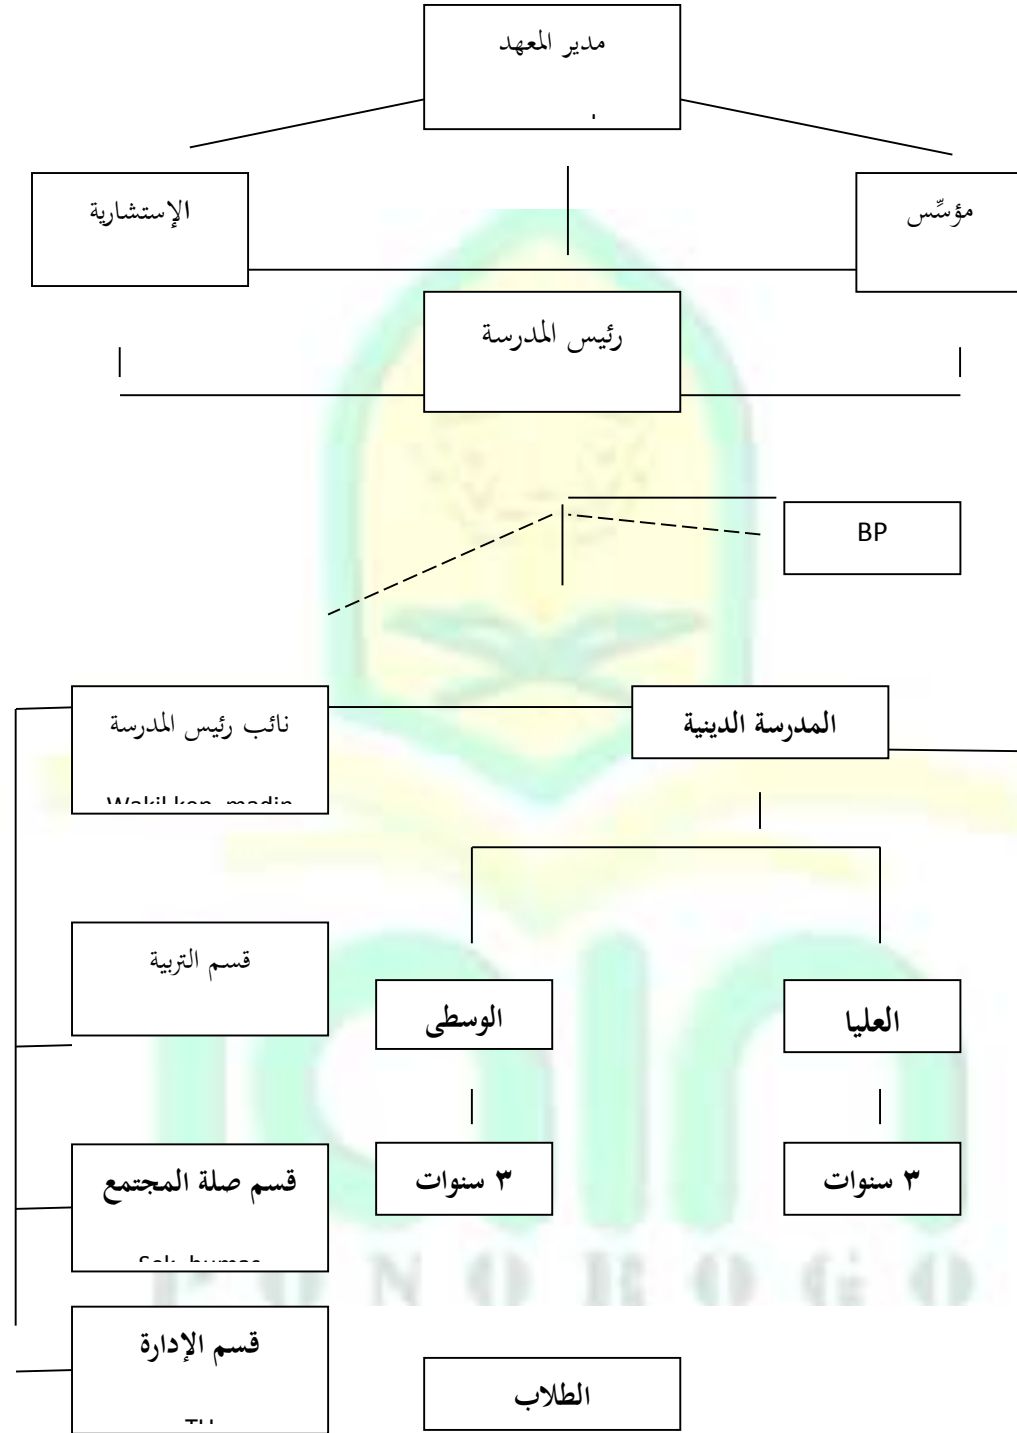 مدير المعهد
الإستشارية
مؤسِّس
رئيس المدرسة
BP
نائب رئيس المدرسة
المدرسة الدينية
قسم التربية
الوسطى
العليا
قسم صلة المجتمع
٣ سنوات
٣ سنوات
PONOROGO
قسم الإدارة
الطلاب